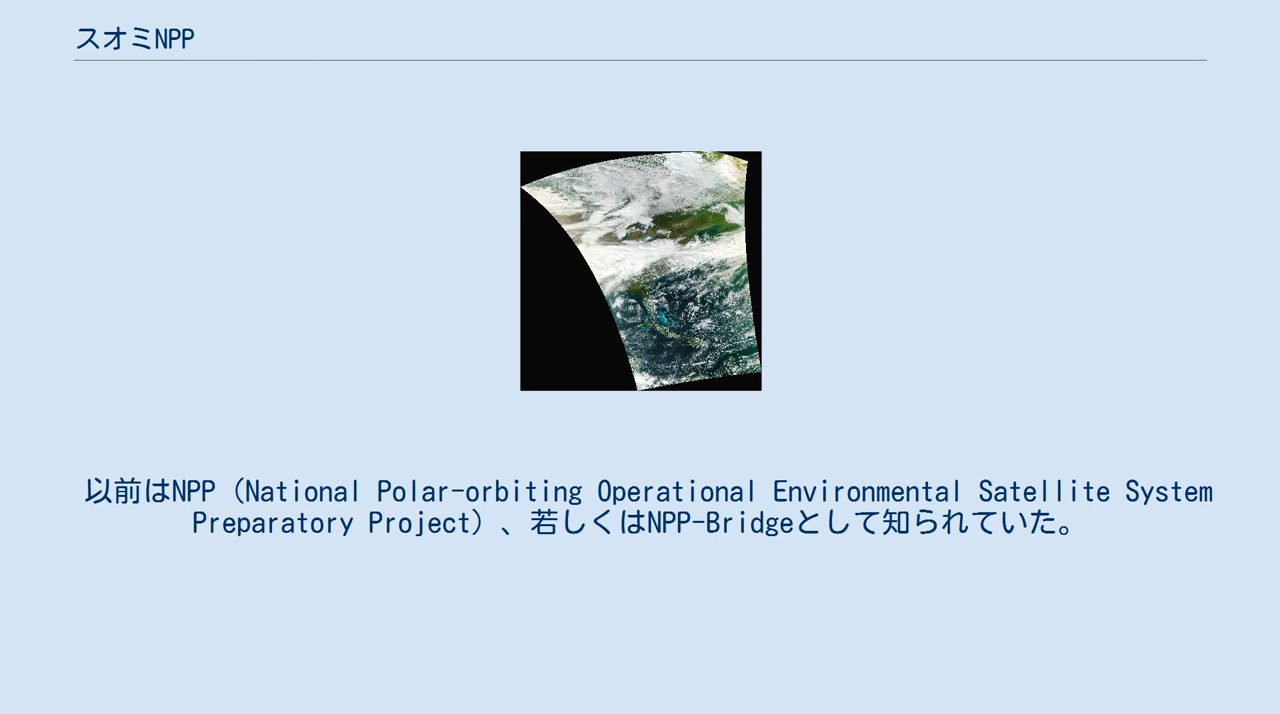 スオミNPP
以前はNPP（National Polar-orbiting Operational Environmental Satellite System
Preparatory Project）、若しくはNPP-Bridgeとして知られていた。